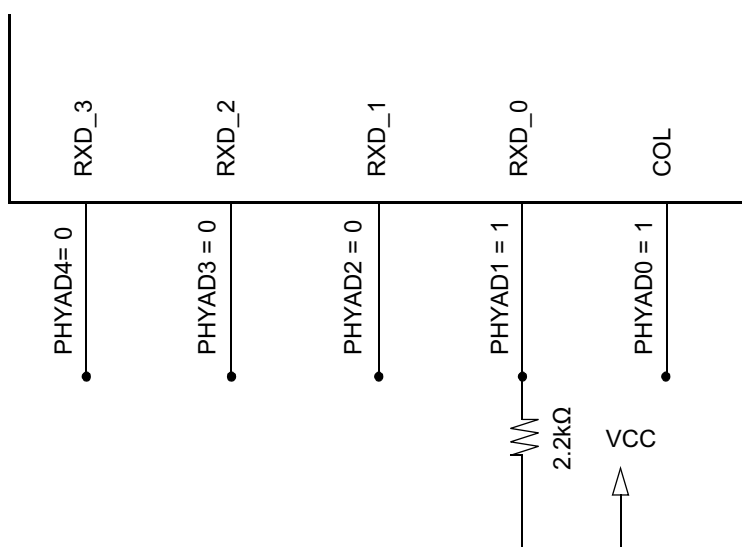 RXD_3
RXD_2
RXD_1
RXD_0
COL
PHYAD4= 0
PHYAD3 = 0
PHYAD2 = 0
PHYAD1 = 1
PHYAD0 = 1
2.2kΩ
VCC